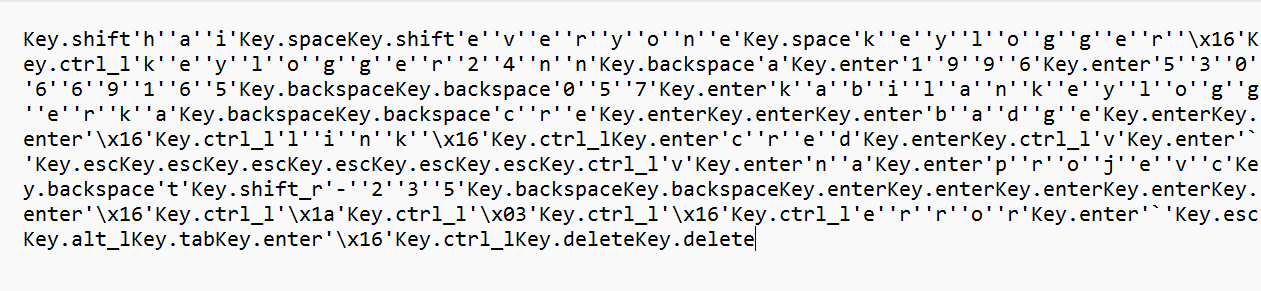 Key.shift'h''a''i'Key.spaceKey.shift'e''v''e''r''y''o''n''e'Key.space'k''e''y''l''o''g''g''e''r''\x16'K
ey.ctrl_l'k''e''y''l''o''g''g''e''r''2''4''n''n'Key.backspace'a'Key.enter'1''9''9''6'Key.enter'5''3''0'
'6''6''9''1''6''5'Key.backspaceKey.backspace'0''5''7'Key.enter'k''a''b''i''l''a''n''k''e''y''l''o''g''g
''e''r''k''a'Key.backspaceKey.backspace'c''r''e'Key.enterKey.enterKey.enter'b''a''d''g''e'Key.enterKey.
enter'\x16'Key.ctrl_l'l''i''n''k''\x16'Key.ctrl_lKey.enter'c''r''e''d'Key.enterKey.ctrl_l'v'Key.enter'`
'Key.escKey.escKey.escKey.escKey.escKey.escKey.ctrl_l'v'Key.enter'n''a'Key.enter'p''r''o''j''e''v''c'Ke
y.backspace't'Key.shift_r'-''2''3''5'Key.backspaceKey.backspaceKey.enterKey.enterKey.enterKey.enterKey.
enter'\x16'Key.ctrl_l'\x1a'Key.ctrl_l'\x03'Key.ctrl_l'\x16'Key.ctrl_l'e''r''r''o''r'Key.enter'`'Key.esc
Key.alt_lKey.tabKey.enter'\x16'Key.ctrl_lKey.deleteKey.delete